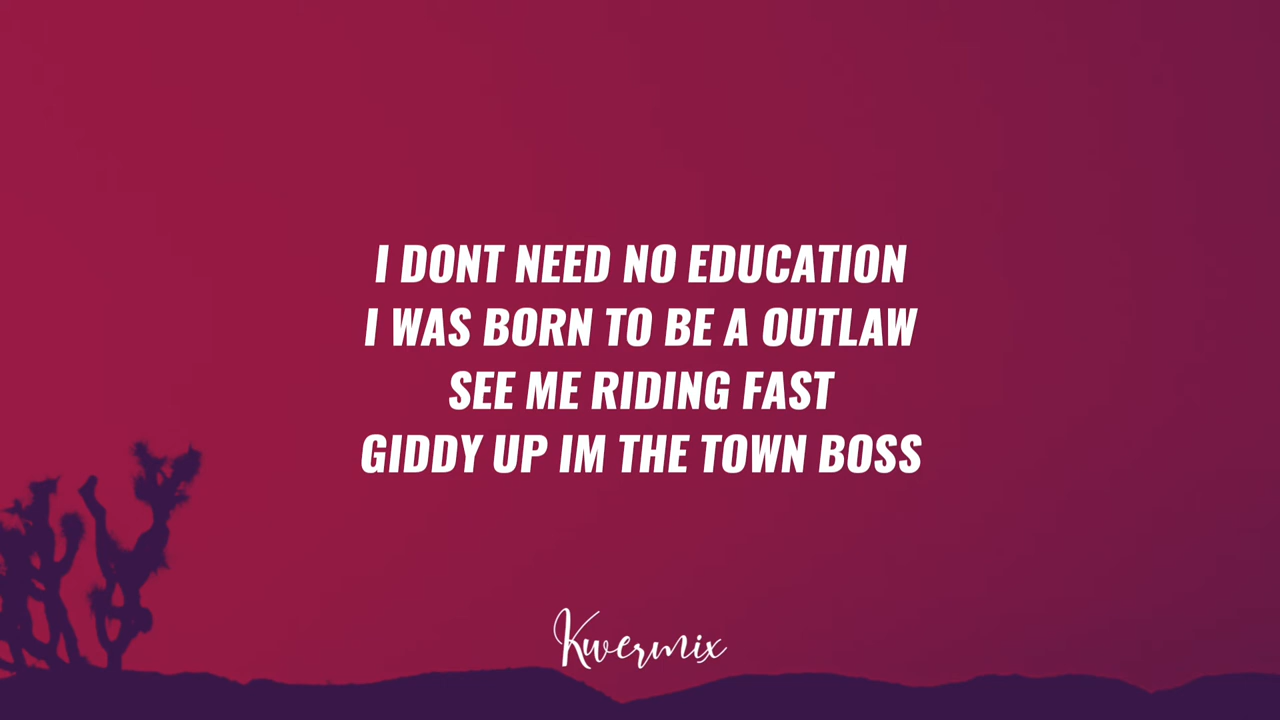 I DONT NEED NO EDUCATION
I WAS BORN TO BE A OUTLAW
SEE ME RIDING FAST
GIDDY UP IM THE TOWN BOSS
Kwermix